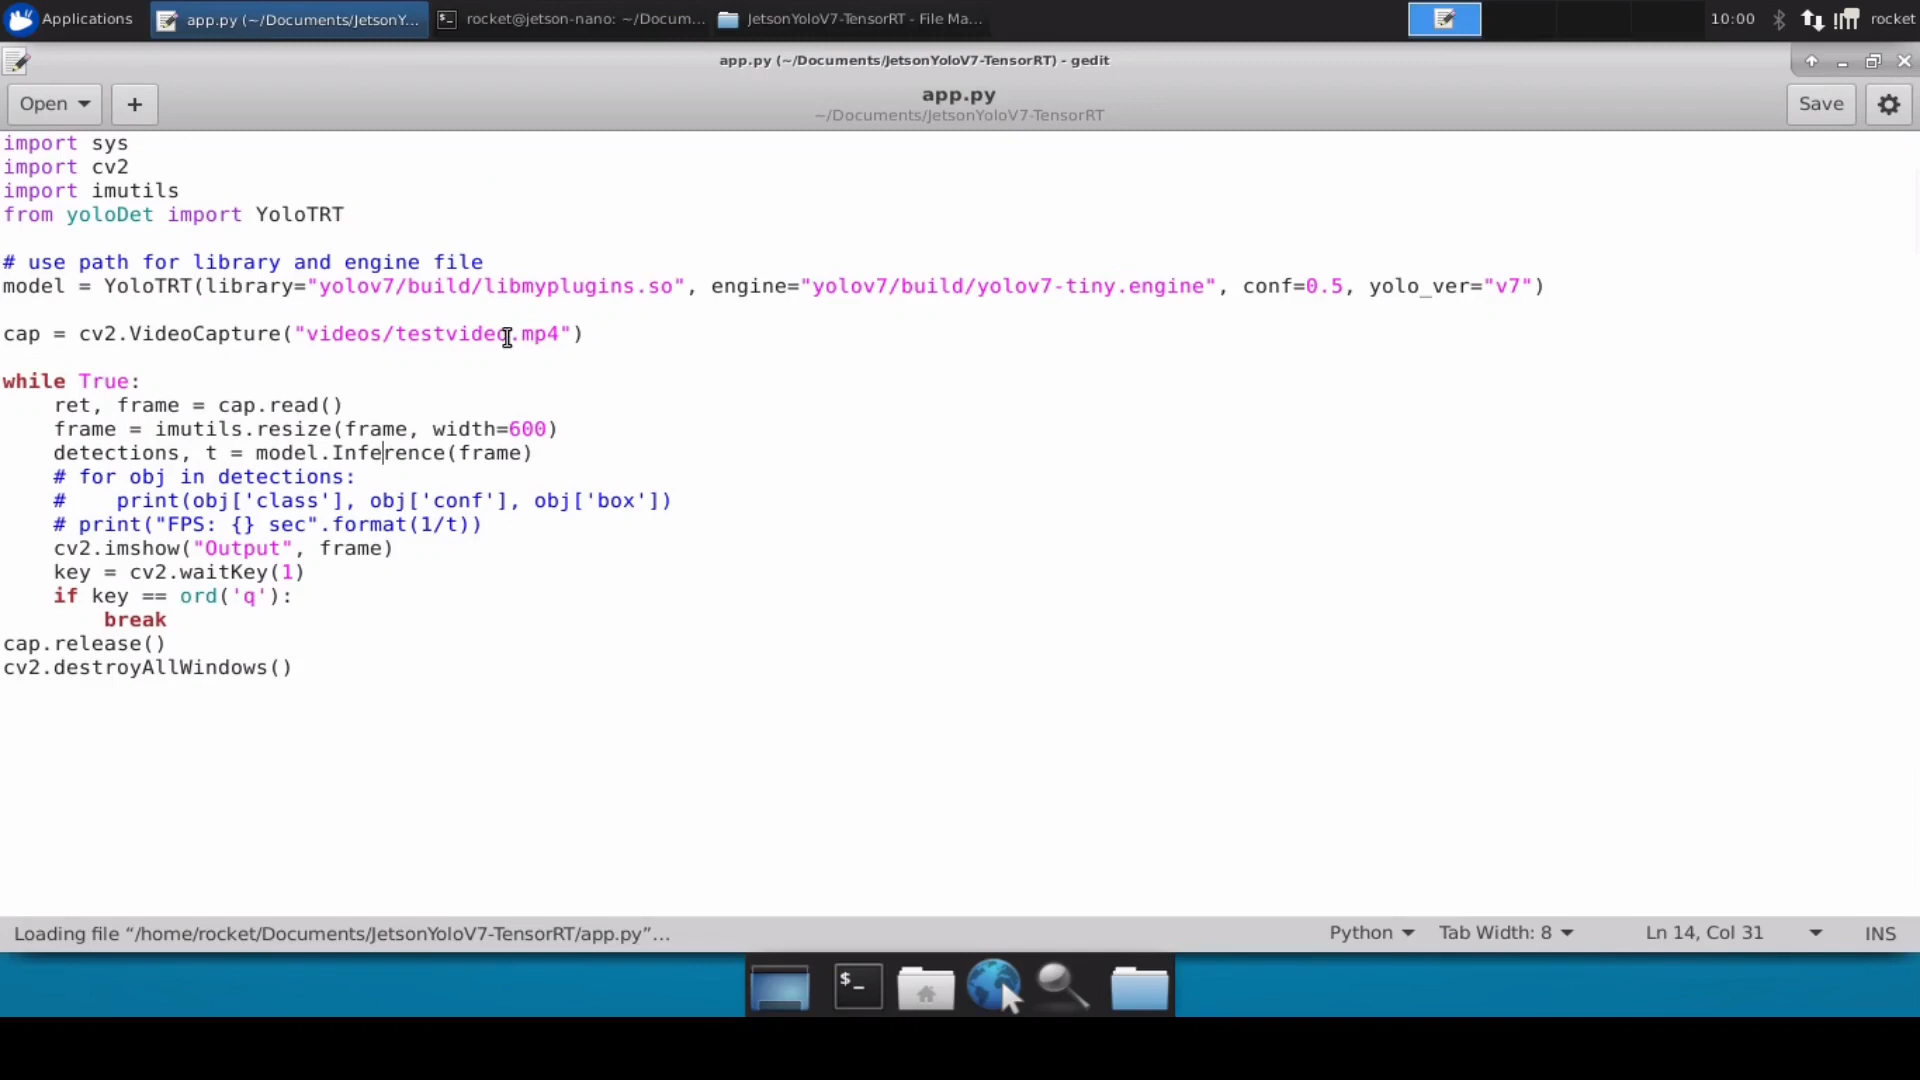 Applications app.py (~/Documents/JetsonY... rocket@jetson-nano: ~/Docum... JetsonYoloV7-TensorRT - File Ma... 10:00 rocket
app.py (~/Documents/JetsonYoloV7-TensorRT) - gedit
Open + app.py Save
~/Documents/JetsonYoloV7-TensorRT
import sys
import cv2
import imutils
from yoloDet import YoloTRT
# use path for library and engine file
model = YoloTRT(library="yolov7/build/libmyplugins.so", engine="yolov7/build/yolov7-tiny.engine", conf=0.5, yolo_ver="v7")
cap = cv2.VideoCapture("videos/testvideo.mp4")
while True:
ret, frame = cap.read()
frame = imutils.resize(frame, width=600)
detections, t = model.Inference(frame)
# for obj in detections:
#    print(obj['class'], obj['conf'], obj['box'])
# print("FPS: {} sec".format(1/t))
cv2.imshow("Output", frame)
key = cv2.waitKey(1)
if key == ord('q'):
break
cap.release()
cv2.destroyAllWindows()
Loading file “/home/rocket/Documents/JetsonYoloV7-TensorRT/app.py”… Python Tab Width: 8 Ln 14, Col 31 INS
$_